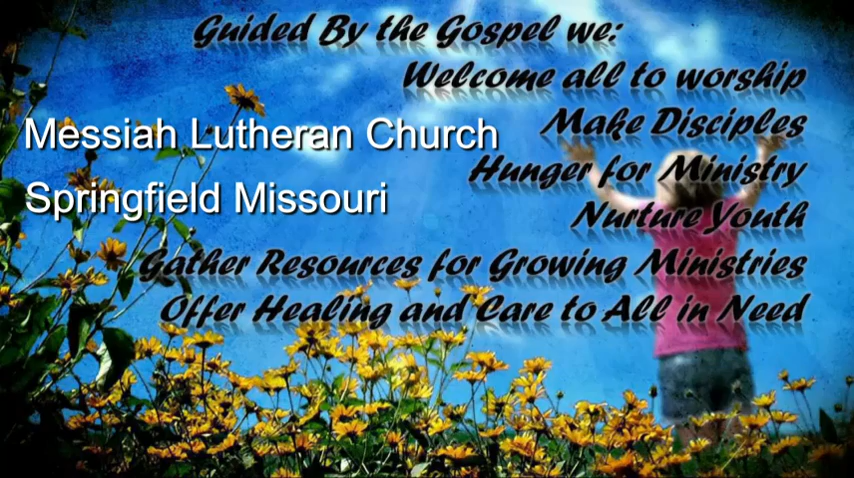 Guided By the Gospel we:
Welcome all to worship
Make Disciples
Hunger for Ministry
Nurture Youth
Gather Resources for Growing Ministries
Offer Healing and Care to All in Need
Messiah Lutheran Church
Springfield Missouri